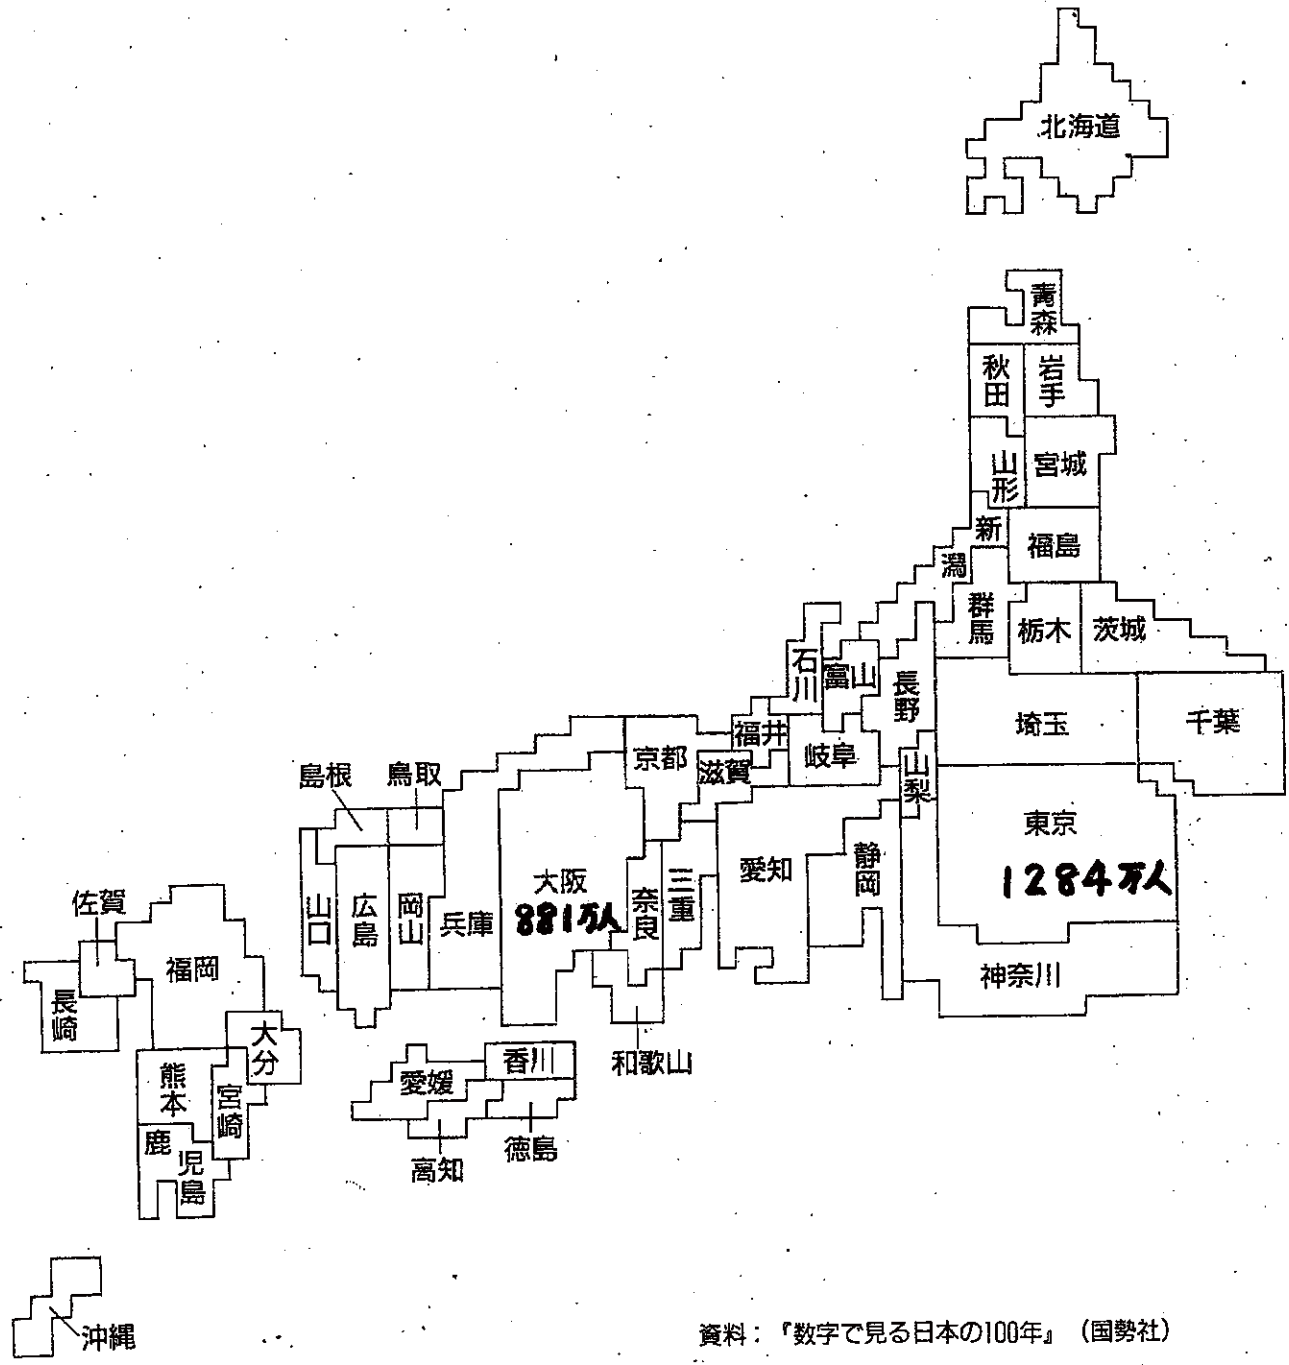 北海道
青森
秋田
岩手
山形
宮城
新潟
福島
群馬
栃木
茨城
石川
富山
長野
埼玉
千葉
福井
岐阜
山梨
京都
滋賀
島根
鳥取
東京
1284万人
愛知
静岡
三重
奈良
大阪
881万人
兵庫
岡山
広島
山口
佐賀
福岡
長崎
神奈川
大分
和歌山
香川
愛媛
徳島
高知
熊本
宮崎
鹿児島
沖縄
資料:『数字で見る日本の100年』(国勢社)